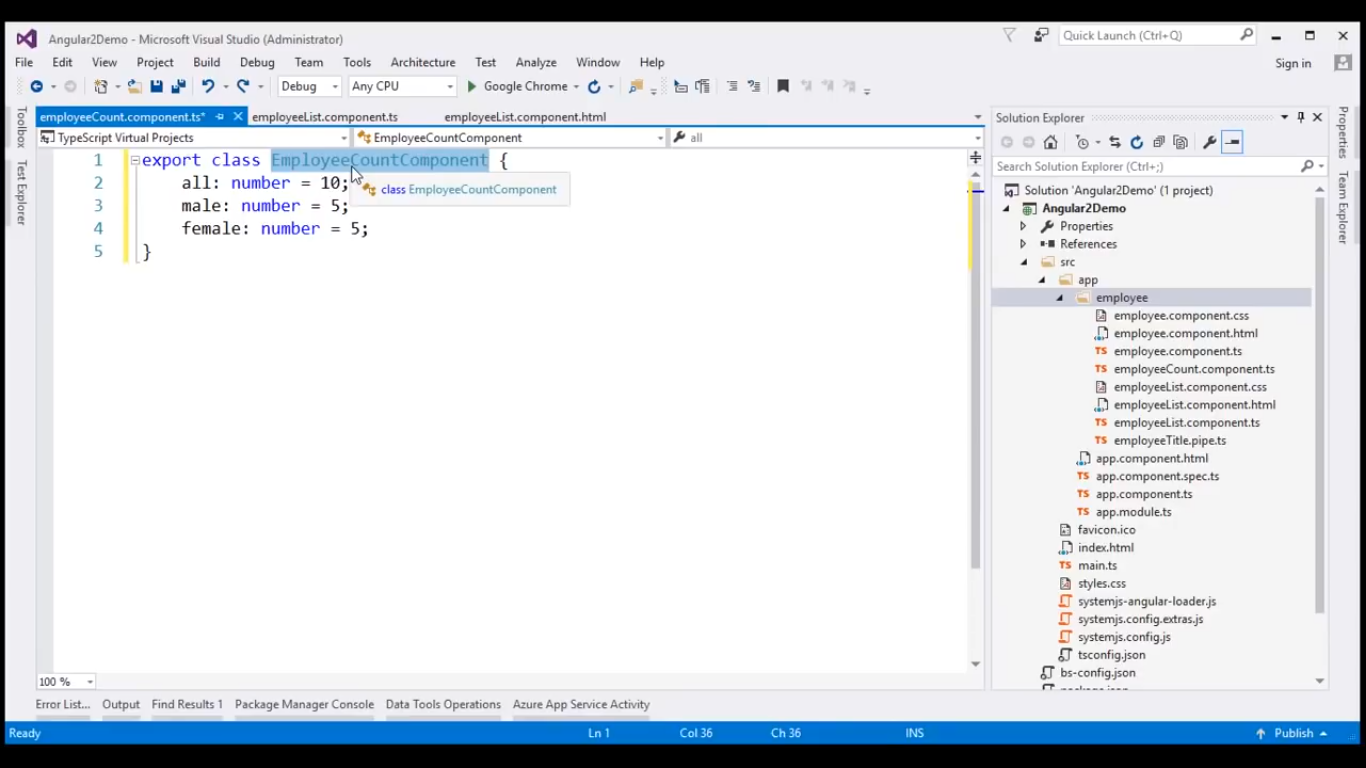 Angular2Demo - Microsoft Visual Studio (Administrator)
Quick Launch (Ctrl+Q)
File Edit View Project Build Debug Team Tools Architecture Test Analyze Window Help
Sign in
Debug Any CPU Google Chrome
employeeCount.component.ts* employeeList.component.ts employeeList.component.html
TypeScript Virtual Projects EmployeeCountComponent all
Toolbox
Test Explorer
1 export class EmployeeCountComponent {
2 all: number = 10;
class EmployeeCountComponent
3 male: number = 5;
4 female: number = 5;
5 }
100 %
Solution Explorer
Search Solution Explorer (Ctrl+;)
Solution 'Angular2Demo' (1 project)
Angular2Demo
Properties
References
src
app
employee
employee.component.css
employee.component.html
TS employee.component.ts
TS employeeCount.component.ts
employeeList.component.css
employeeList.component.html
TS employeeList.component.ts
TS employeeTitle.pipe.ts
app.component.html
TS app.component.spec.ts
TS app.component.ts
TS app.module.ts
favicon.ico
index.html
TS main.ts
styles.css
systemjs-angular-loader.js
systemjs.config.extras.js
systemjs.config.js
tsconfig.json
bs-config.json
Properties
Team Explorer
Error List... Output Find Results 1 Package Manager Console Data Tools Operations Azure App Service Activity
Ready Ln 1 Col 36 Ch 36 INS Publish